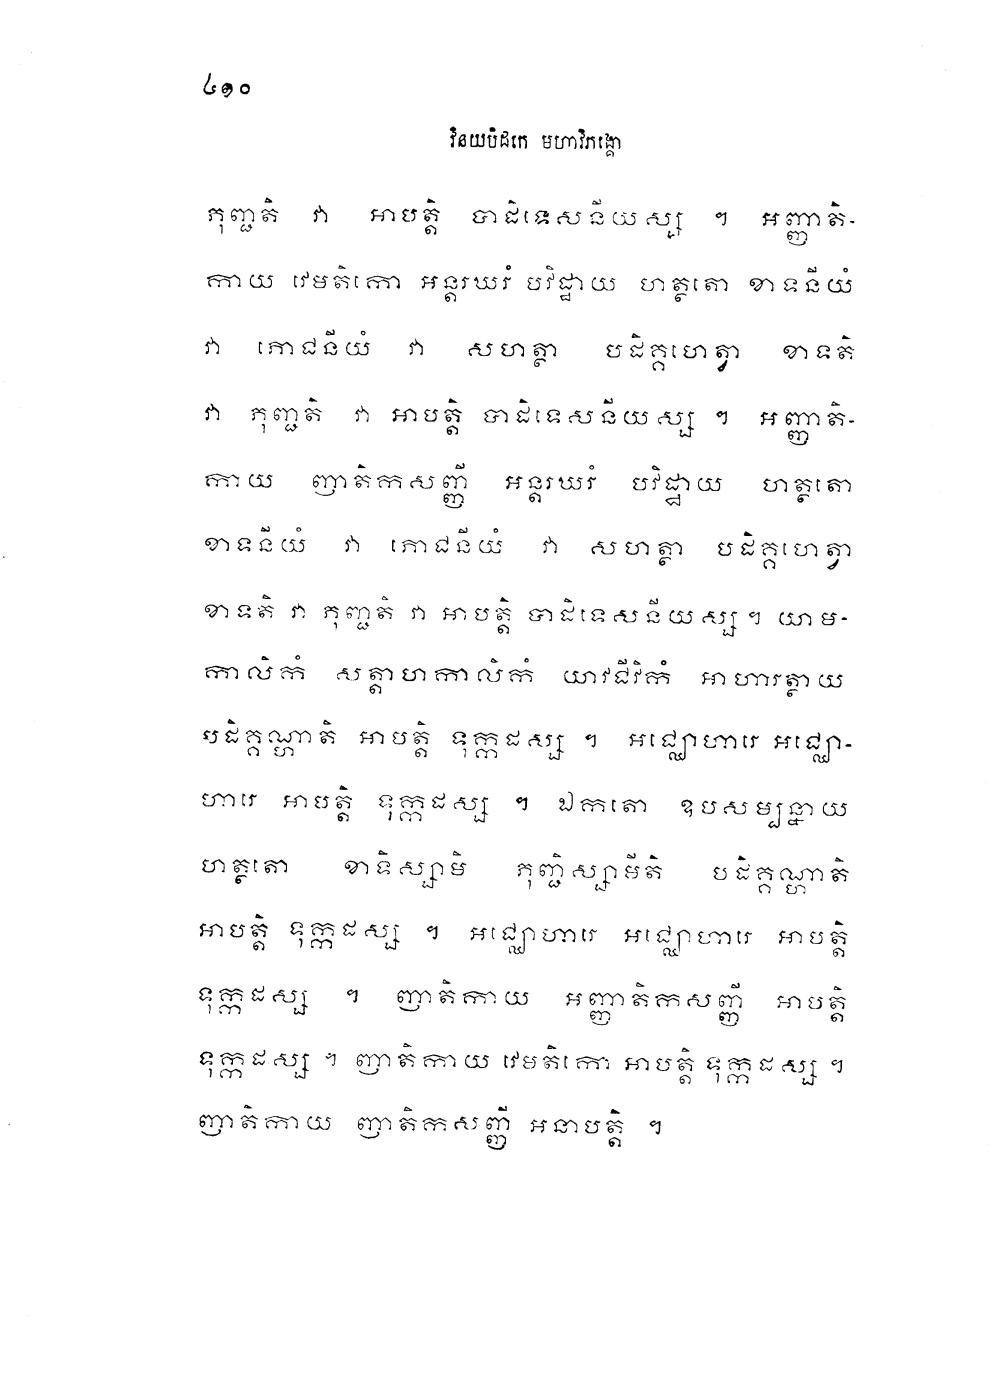 ៤១០
វិនយបិដកេ មហាវិភង្គោ
ភុញ្ជតិ វា អាបត្តិ បាដិទេសនីយស្ស ។ អញ្ញាតិ-
កាយ វេមតិកោ អន្តរឃរំ បវិដ្ឋាយ ហត្ថតោ ខាទនីយំ
វា ភោជនីយំ វា សហត្ថា បដិគ្គហេត្វា ខាទតិ
វា ភុញ្ជតិ វា អាបត្តិ បាដិទេសនីយស្ស ។ អញ្ញាតិ-
កាយ ញាតិកសញ្ញី អន្តរឃរំ បវិដ្ឋាយ ហត្ថតោ
ខាទនីយំ វា ភោជនីយំ វា សហត្ថា បដិគ្គហេត្វា
ខាទតិ វា ភុញ្ជតិ វា អាបត្តិ បាដិទេសនីយស្ស ។ យាម-
កាលិកំ សត្តាហកាលិកំ យាវជីវិកំ អាហារត្ថាយ
បដិគ្គណ្ហាតិ អាបត្តិ ទុក្កដស្ស ។ អជ្ឈោហារេ អជ្ឈោ-
ហារេ អាបត្តិ ទុក្កដស្ស ។ ឯកតោ ឧបសម្បន្នាយ
ហត្ថតោ ខាទិស្សាមិ ភុញ្ជិស្សាមីតិ បដិគ្គណ្ហាតិ
អាបត្តិ ទុក្កដស្ស ។ អជ្ឈោហារេ អជ្ឈោហារេ អាបត្តិ
ទុក្កដស្ស ។ ញាតិកាយ អញ្ញាតិកសញ្ញី អាបត្តិ
ទុក្កដស្ស ។ ញាតិកាយ វេមតិកោ អាបត្តិ ទុក្កដស្ស ។
ញាតិកាយ ញាតិកសញ្ញី អនាបត្តិ ។